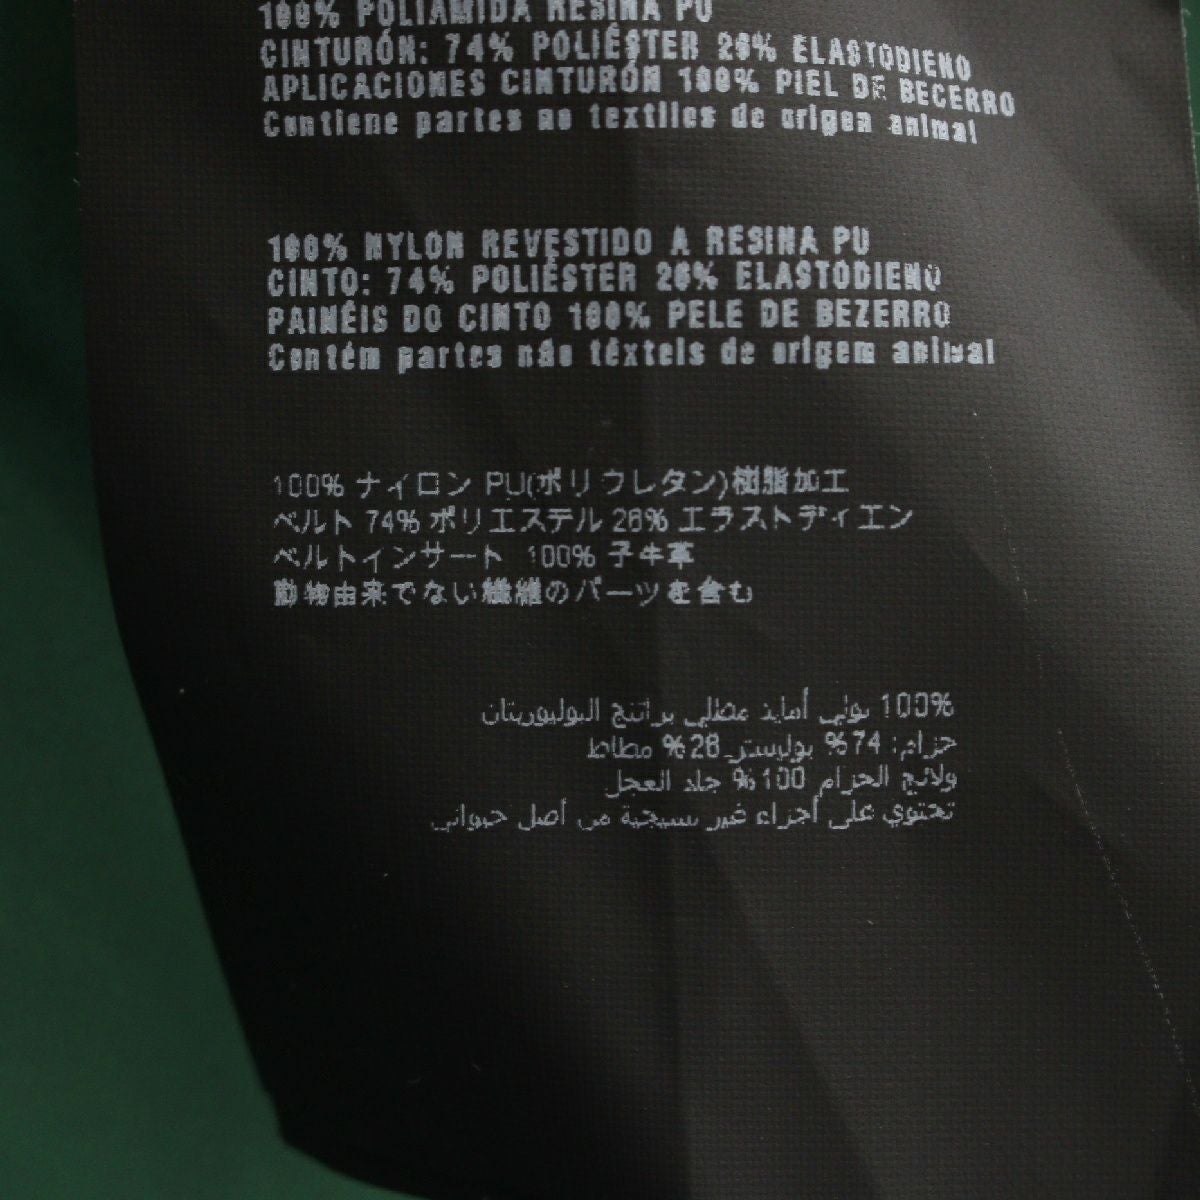 100% POLIAMIDA RESINA PU
CINTURÓN: 74% POLIÉSTER 26% ELASTODIENO
APLICACIONES CINTURÓN 100% PIEL DE BECERRO
Contiene partes no textiles de origen animal
100% NYLON REVESTIDO A RESINA PU
CINTO: 74% POLIÉSTER 26% ELASTODIENO
PAINÉIS DO CINTO 100% PELE DE BEZERRO
Contém partes não têxteis de origem animal
100% ナイロン PU(ポリウレタン)樹脂加工
ベルト 74% ポリエステル 26% エラストディエン
ベルトインサート 100% 子牛革
動物由来でない繊維のパーツを含む
100% بولي أمايد مطلي براتنج البوليوريتان
حزام: 74% بوليستر 26% مطاط
ولائج الحزام 100% جلد العجل
تحتوي على أجزاء غير نسيجية من أصل حيواني